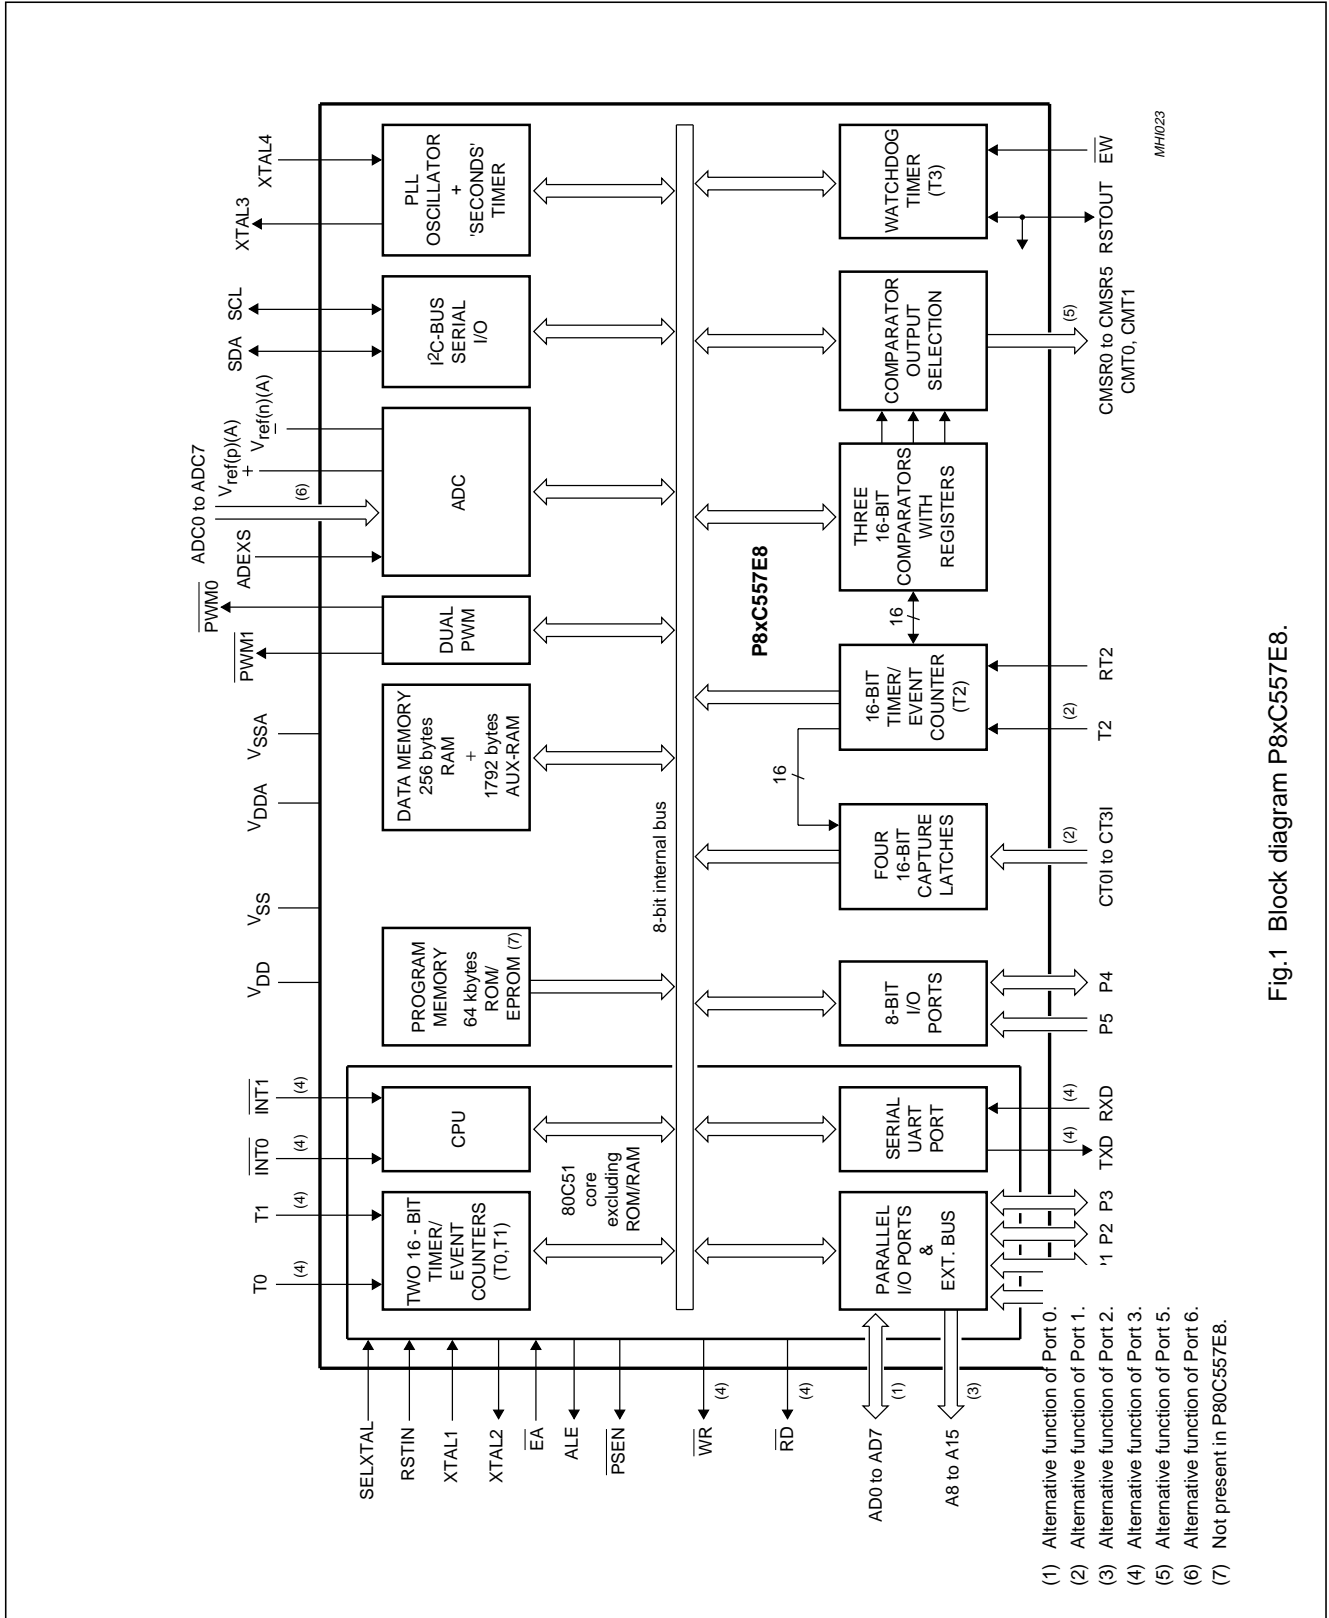 XTAL3
XTAL4
SDA
SCL
ADC0 to ADC7
Vref(p)(A)
+
Vref(n)(A)
−
(6)
ADEXS
PWM0
PWM1
VSSA
VDDA
VSS
VDD
INT1
(4)
INT0
(4)
T1
(4)
T0
(4)
PLL
OSCILLATOR
+
'SECONDS'
TIMER
I2C-BUS
SERIAL
I/O
ADC
DUAL
PWM
DATA MEMORY
256 bytes
RAM
+
1792 bytes
AUX-RAM
PROGRAM
MEMORY
64 kbytes
ROM/
EPROM (7)
CPU
TWO 16 - BIT
TIMER/
EVENT
COUNTERS
(T0,T1)
80C51
core
excluding
ROM/RAM
8-bit internal bus
P8xC557E8
WATCHDOG
TIMER
(T3)
COMPARATOR
OUTPUT
SELECTION
THREE
16-BIT
COMPARATORS
WITH
REGISTERS
16
16-BIT
TIMER/
EVENT
COUNTER
(T2)
16
FOUR
16-BIT
CAPTURE
LATCHES
8-BIT
I/O
PORTS
SERIAL
UART
PORT
PARALLEL
I/O PORTS
&
EXT. BUS
SELXTAL
RSTIN
XTAL1
XTAL2
EA
ALE
PSEN
WR
(4)
RD
(4)
AD0 to AD7
(1)
A8 to A15
(3)
P2
P3
TXD
(4)
RXD
(4)
P5
P4
CT0I to CT3I
(2)
T2
(2)
RT2
CMSR0 to CMSR5
CMT0, CMT1
(5)
RSTOUT
EW
MHI023
(1) Alternative function of Port 0.
(2) Alternative function of Port 1.
(3) Alternative function of Port 2.
(4) Alternative function of Port 3.
(5) Alternative function of Port 5.
(6) Alternative function of Port 6.
(7) Not present in P80C557E8.
Fig.1 Block diagram P8xC557E8.